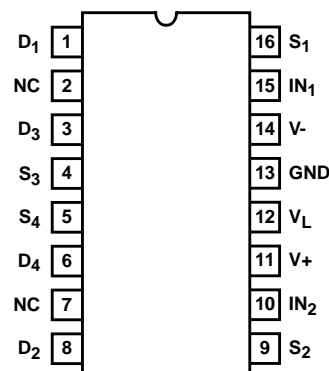 D1 1 16 S1
NC 2 15 IN1
D3 3 14 V-
S3 4 13 GND
S4 5 12 VL
D4 6 11 V+
NC 7 10 IN2
D2 8 9 S2